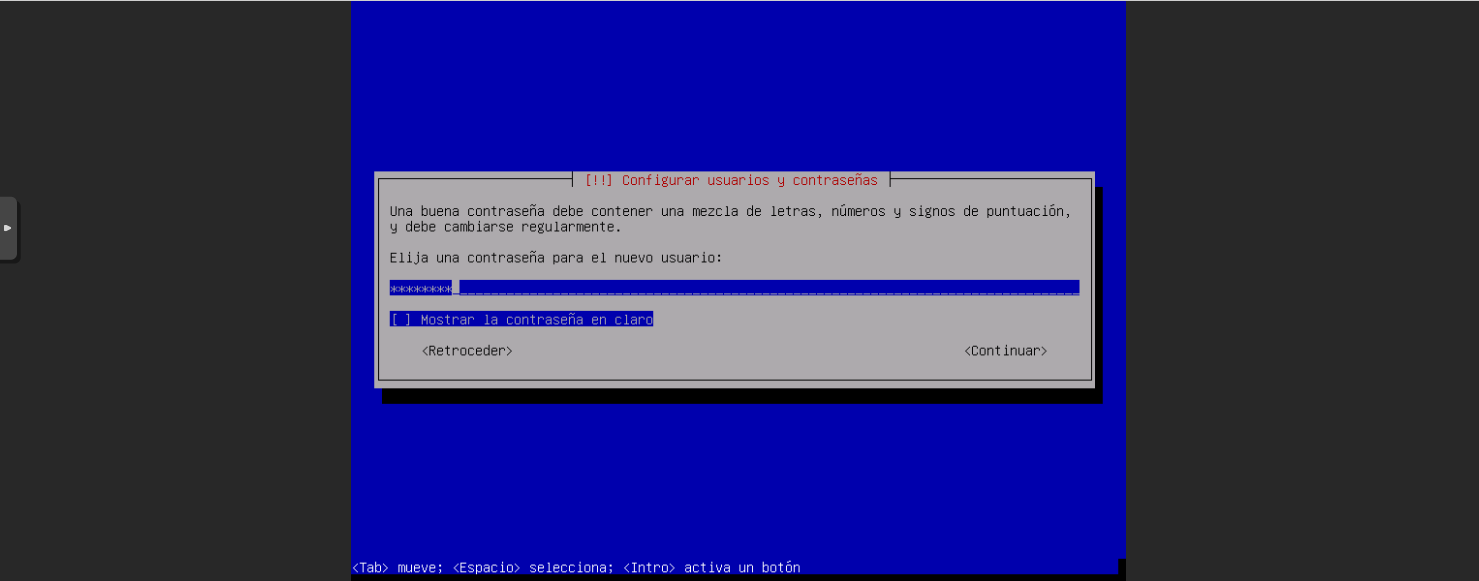 [!!] Configurar usuarios y contraseñas
Una buena contraseña debe contener una mezcla de letras, números y signos de puntuación,
y debe cambiarse regularmente.
Elija una contraseña para el nuevo usuario:
********
[ ] Mostrar la contraseña en claro
<Retroceder> <Continuar>
<Tab> mueve; <Espacio> selecciona; <Intro> activa un botón